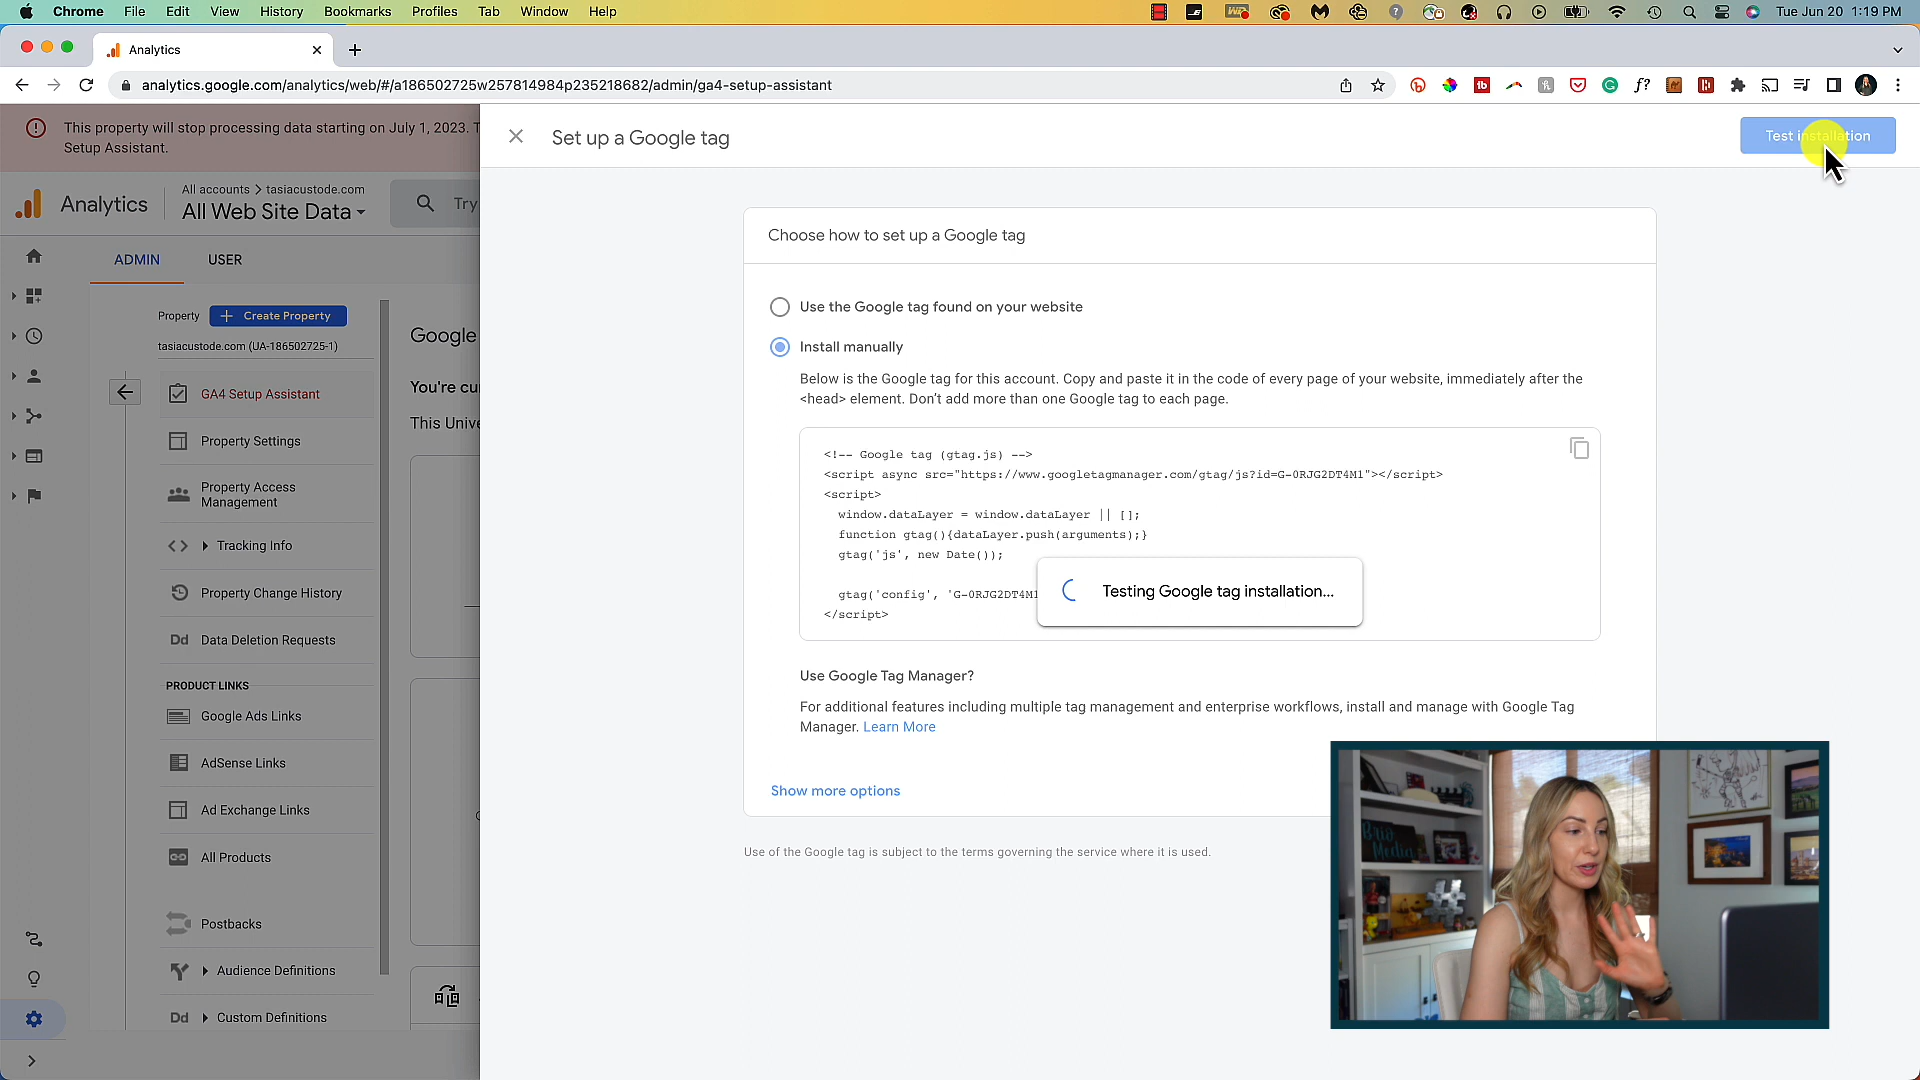 Chrome File Edit View History Bookmarks Profiles Tab Window Help
Tue Jun 20 1:19 PM
Analytics
analytics.google.com/analytics/web/#/a186502725w257814984p235218682/admin/ga4-setup-assistant
This property will stop processing data starting on July 1, 2023. T
Setup Assistant.
Analytics
All accounts > tasiacustode.com
All Web Site Data
Try
ADMIN USER
Property
Create Property
tasiacustode.com (UA-186502725-1)
GA4 Setup Assistant
Property Settings
Property Access
Management
Tracking Info
Property Change History
Dd Data Deletion Requests
PRODUCT LINKS
Google Ads Links
AdSense Links
Ad Exchange Links
All Products
Postbacks
Audience Definitions
Dd Custom Definitions
Google
You're cu
This Unive
Set up a Google tag
Test installation
Choose how to set up a Google tag
Use the Google tag found on your website
Install manually
Below is the Google tag for this account. Copy and paste it in the code of every page of your website, immediately after the
<head> element. Don't add more than one Google tag to each page.
<!-- Google tag (gtag.js) -->
<script async src="https://www.googletagmanager.com/gtag/js?id=G-0RJG2DT4M1"></script>
<script>
window.dataLayer = window.dataLayer || [];
function gtag(){dataLayer.push(arguments);}
gtag('js', new Date());
gtag('config', 'G-0RJG2DT4M1
</script>
Testing Google tag installation...
Use Google Tag Manager?
For additional features including multiple tag management and enterprise workflows, install and manage with Google Tag
Manager. Learn More
Show more options
Use of the Google tag is subject to the terms governing the service where it is used.
Bria
Media